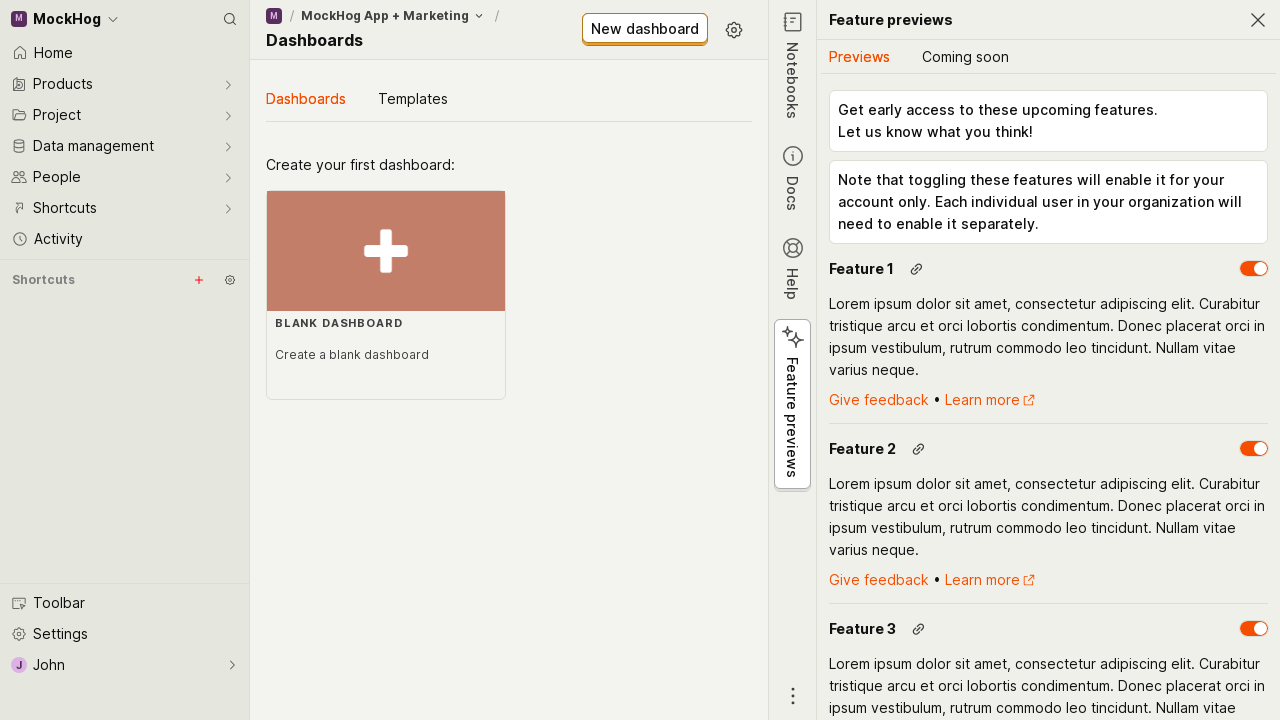 M MockHog
Home
Products
Project
Data management
People
Shortcuts
Activity
Shortcuts
Toolbar
Settings
J John
M / MockHog App + Marketing /
Dashboards
New dashboard
Dashboards Templates
Create your first dashboard:
BLANK DASHBOARD
Create a blank dashboard
Notebooks
Docs
Help
Feature previews
Feature previews
Previews Coming soon
Get early access to these upcoming features.
Let us know what you think!
Note that toggling these features will enable it for your
account only. Each individual user in your organization will
need to enable it separately.
Feature 1
Lorem ipsum dolor sit amet, consectetur adipiscing elit. Curabitur
tristique arcu et orci lobortis condimentum. Donec placerat orci in
ipsum vestibulum, rutrum commodo leo tincidunt. Nullam vitae
varius neque.
Give feedback • Learn more
Feature 2
Lorem ipsum dolor sit amet, consectetur adipiscing elit. Curabitur
tristique arcu et orci lobortis condimentum. Donec placerat orci in
ipsum vestibulum, rutrum commodo leo tincidunt. Nullam vitae
varius neque.
Give feedback • Learn more
Feature 3
Lorem ipsum dolor sit amet, consectetur adipiscing elit. Curabitur
tristique arcu et orci lobortis condimentum. Donec placerat orci in
ipsum vestibulum, rutrum commodo leo tincidunt. Nullam vitae